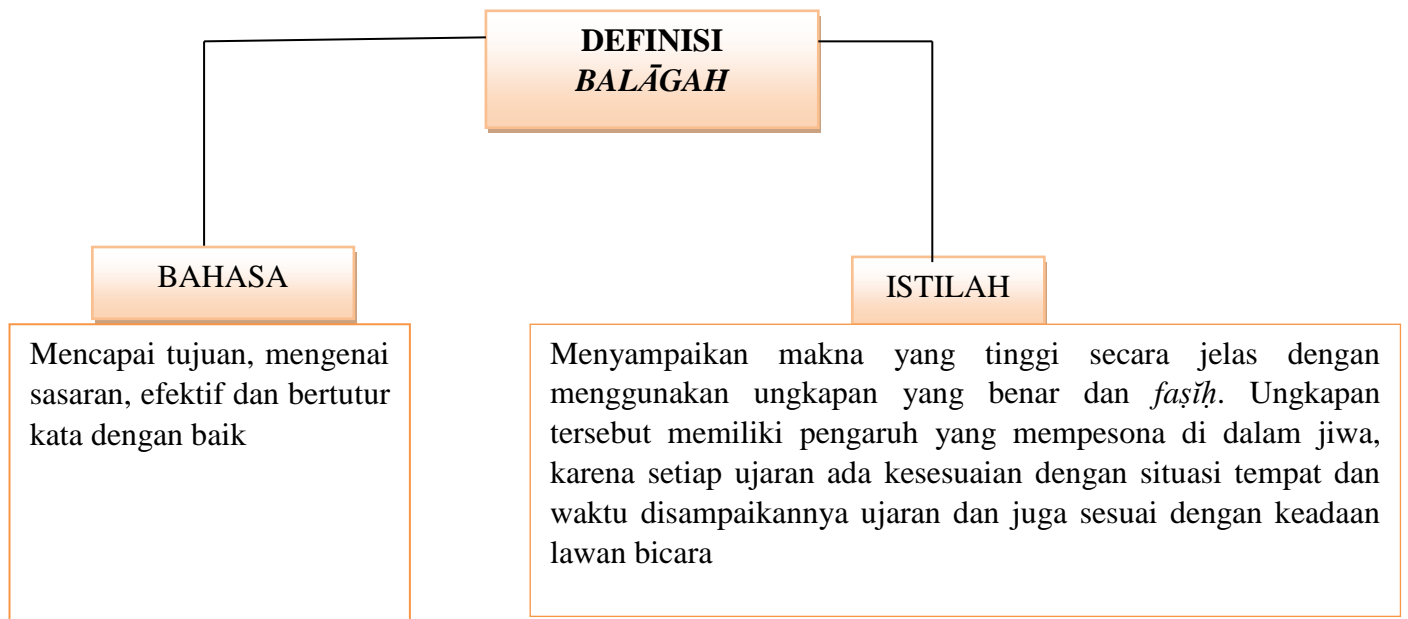 DEFINISI
BALĀGAH
BAHASA
Mencapai tujuan, mengenai
sasaran, efektif dan bertutur
kata dengan baik
ISTILAH
Menyampaikan makna yang tinggi secara jelas dengan
menggunakan ungkapan yang benar dan faṣĭḥ. Ungkapan
tersebut memiliki pengaruh yang mempesona di dalam jiwa,
karena setiap ujaran ada kesesuaian dengan situasi tempat dan
waktu disampaikannya ujaran dan juga sesuai dengan keadaan
lawan bicara